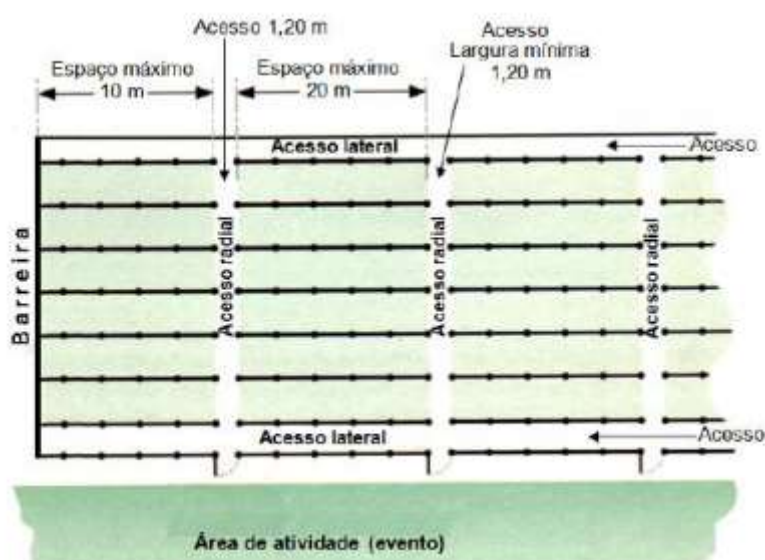 Acesso 1,20 m
Acesso
Largura mínima
1,20 m
Espaço máximo
10 m
Espaço máximo
20 m
Acesso lateral
Acesso
Barreira
Acesso radial
Acesso radial
Acesso radial
Acesso lateral
Acesso
Área de atividade (evento)